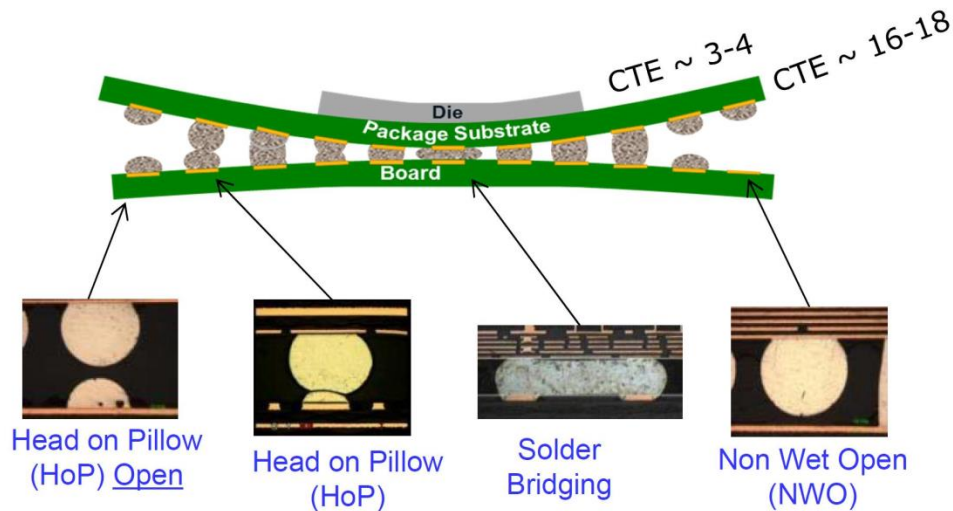 CTE ~ 3-4
CTE ~ 16-18
Die
Package Substrate
Board
Head on Pillow
(HoP) Open
Head on Pillow
(HoP)
Solder
Bridging
Non Wet Open
(NWO)